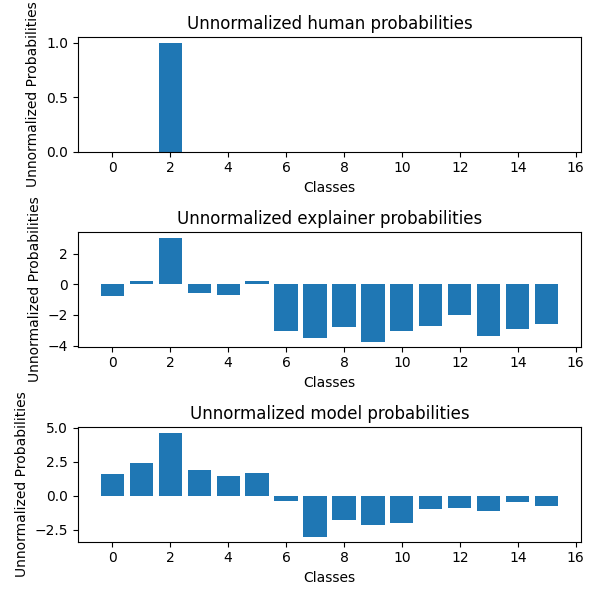 Unnormalized human probabilities
Unnormalized Probabilities
1.0
0.5
0.0
0 2 4 6 8 10 12 14 16
Classes
Unnormalized explainer probabilities
Unnormalized Probabilities
2
0
−2
−4
0 2 4 6 8 10 12 14 16
Classes
Unnormalized model probabilities
Unnormalized Probabilities
5.0
2.5
0.0
−2.5
0 2 4 6 8 10 12 14 16
Classes